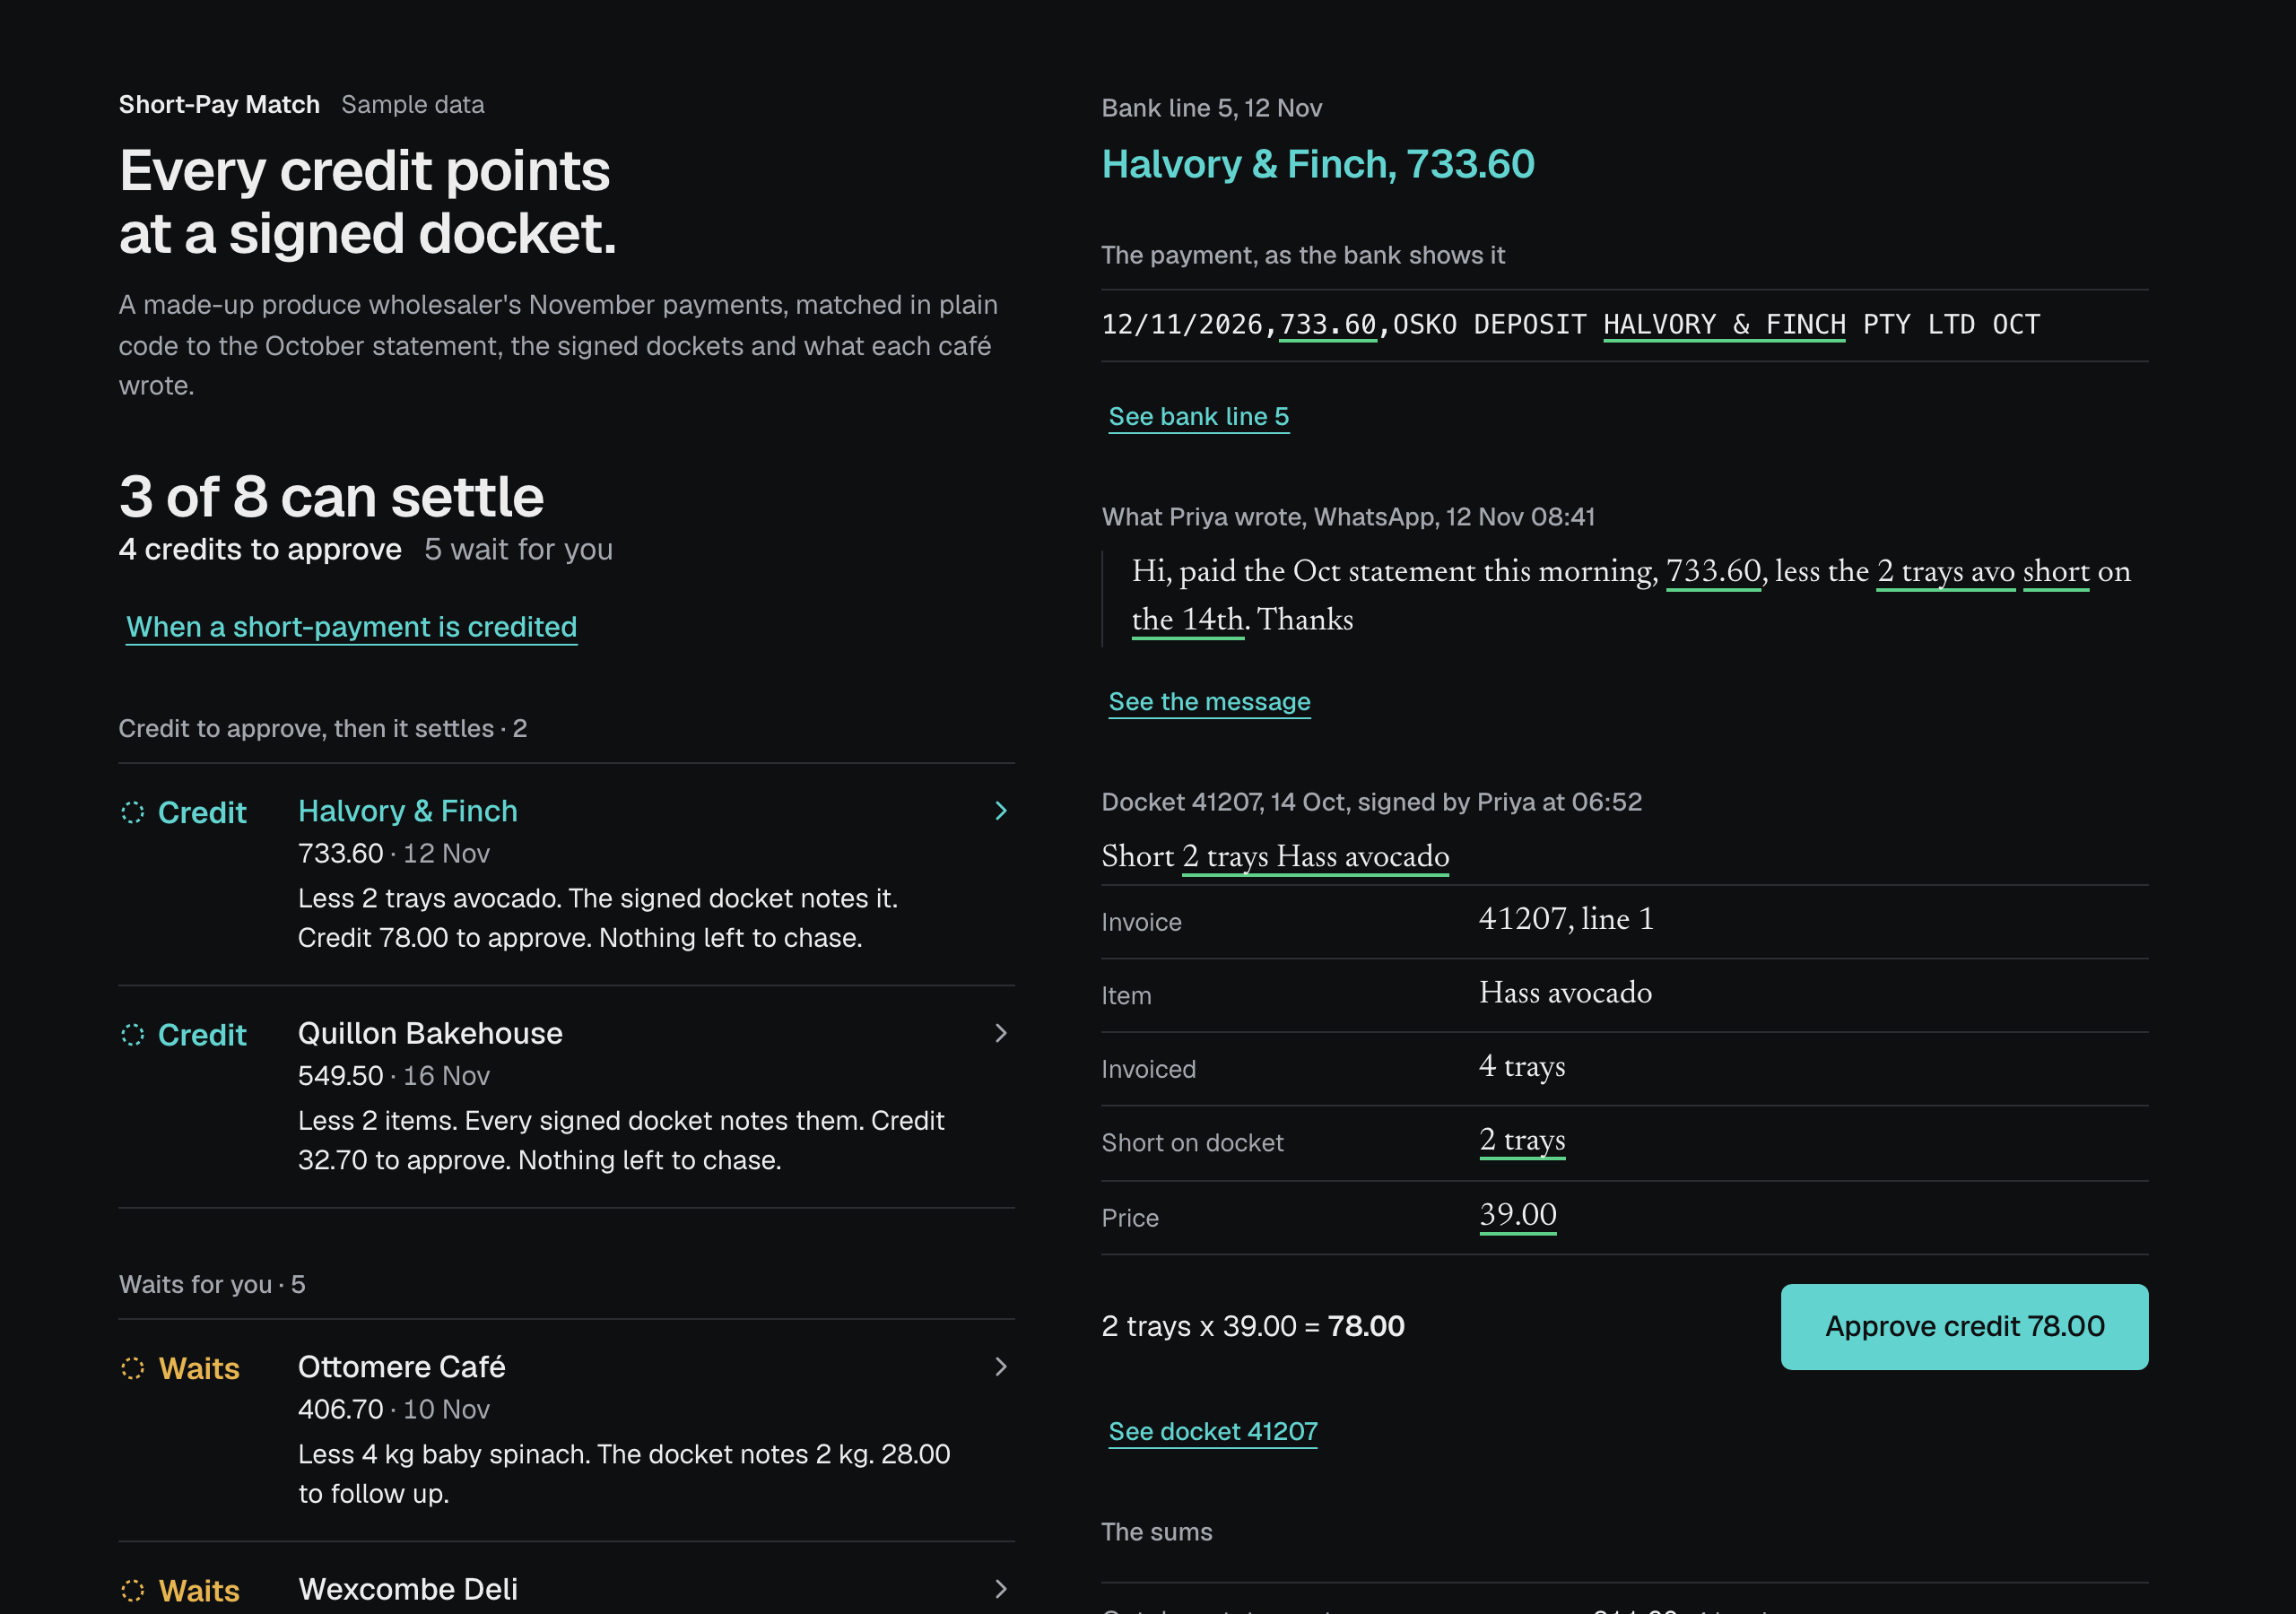 Short-Pay Match Sample data
Every credit points
at a signed docket.
A made-up produce wholesaler's November payments, matched in plain
code to the October statement, the signed dockets and what each café
wrote.
3 of 8 can settle
4 credits to approve 5 wait for you
When a short-payment is credited
Credit to approve, then it settles · 2
Credit
Halvory & Finch
733.60 · 12 Nov
Less 2 trays avocado. The signed docket notes it.
Credit 78.00 to approve. Nothing left to chase.
Credit
Quillon Bakehouse
549.50 · 16 Nov
Less 2 items. Every signed docket notes them. Credit
32.70 to approve. Nothing left to chase.
Waits for you · 5
Waits
Ottomere Café
406.70 · 10 Nov
Less 4 kg baby spinach. The docket notes 2 kg. 28.00
to follow up.
Waits
Wexcombe Deli
Bank line 5, 12 Nov
Halvory & Finch, 733.60
The payment, as the bank shows it
12/11/2026,733.60,OSKO DEPOSIT HALVORY & FINCH PTY LTD OCT
See bank line 5
What Priya wrote, WhatsApp, 12 Nov 08:41
Hi, paid the Oct statement this morning, 733.60, less the 2 trays avo short on
the 14th. Thanks
See the message
Docket 41207, 14 Oct, signed by Priya at 06:52
Short 2 trays Hass avocado
Invoice 41207, line 1
Item Hass avocado
Invoiced 4 trays
Short on docket 2 trays
Price 39.00
2 trays x 39.00 = 78.00
Approve credit 78.00
See docket 41207
The sums